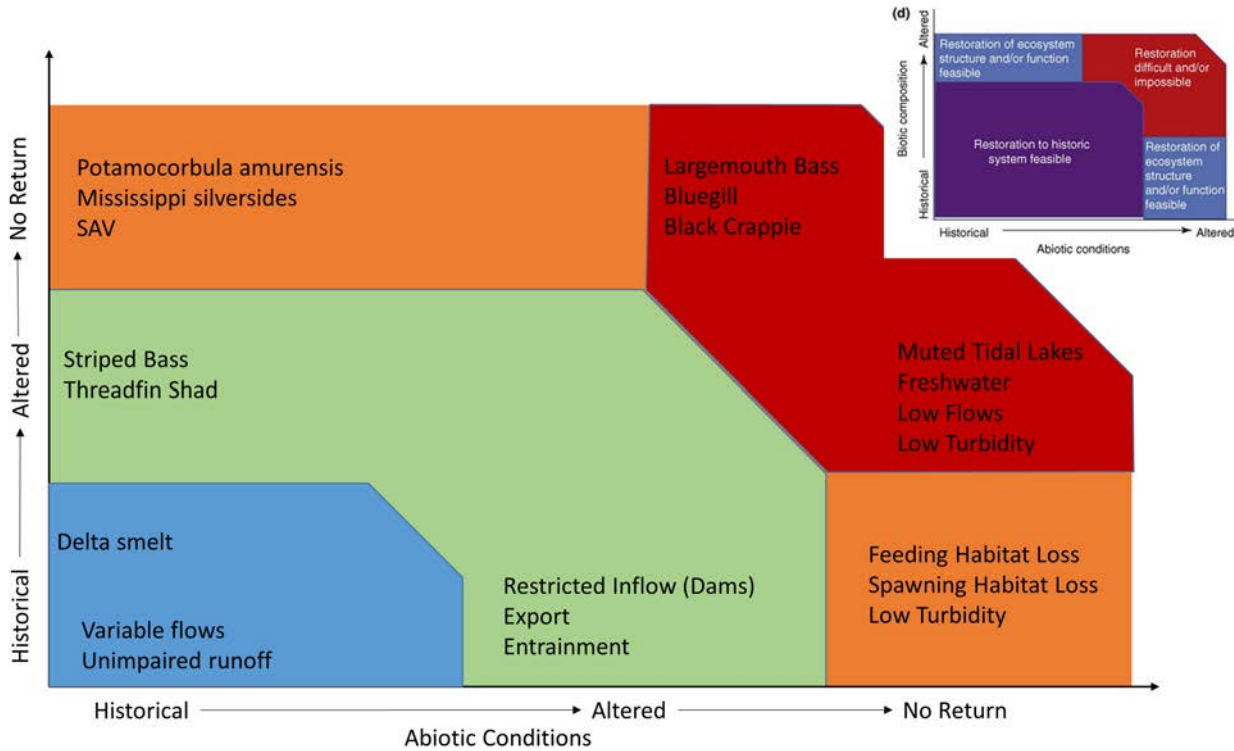 (d)
Altered
Restoration of ecosystem
structure and/or function
feasible
Restoration
difficult and/or
impossible
Biotic composition
Restoration to historic
system feasible
Restoration of
ecosystem
structure
and/or function
feasible
Historical
Historical
Altered
Abiotic conditions
No Return
Potamocorbula amurensis
Mississippi silversides
SAV
Largemouth Bass
Bluegill
Black Crappie
Altered
Striped Bass
Threadfin Shad
Muted Tidal Lakes
Freshwater
Low Flows
Low Turbidity
Historical
Delta smelt
Variable flows
Unimpaired runoff
Restricted Inflow (Dams)
Export
Entrainment
Feeding Habitat Loss
Spawning Habitat Loss
Low Turbidity
Historical
Altered
No Return
Abiotic Conditions